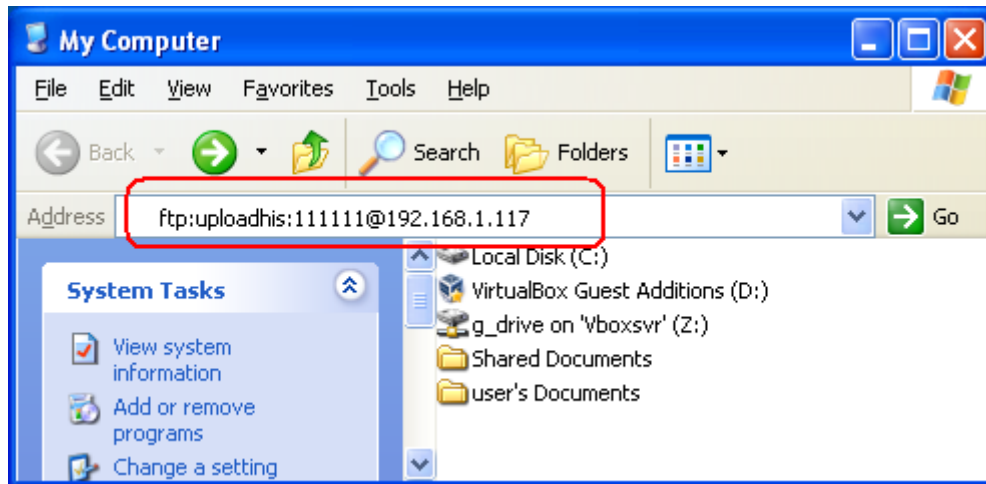 My Computer
File Edit View Favorites Tools Help
Back Search Folders
Address ftp:uploadhis:111111@192.168.1.117 Go
Local Disk (C:)
System Tasks
VirtualBox Guest Additions (D:)
g_drive on 'Vboxsvr' (Z:)
View system
information
Shared Documents
user's Documents
Add or remove
programs
Change a setting